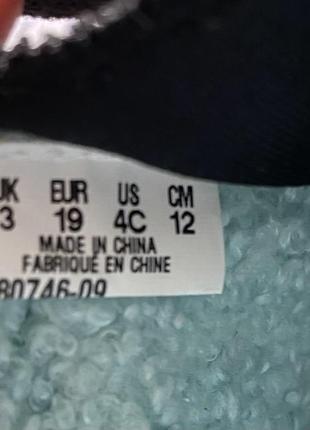 UK EUR US CM
3 19 4C 12
MADE IN CHINA
FABRIQUÉ EN CHINE
80746-09